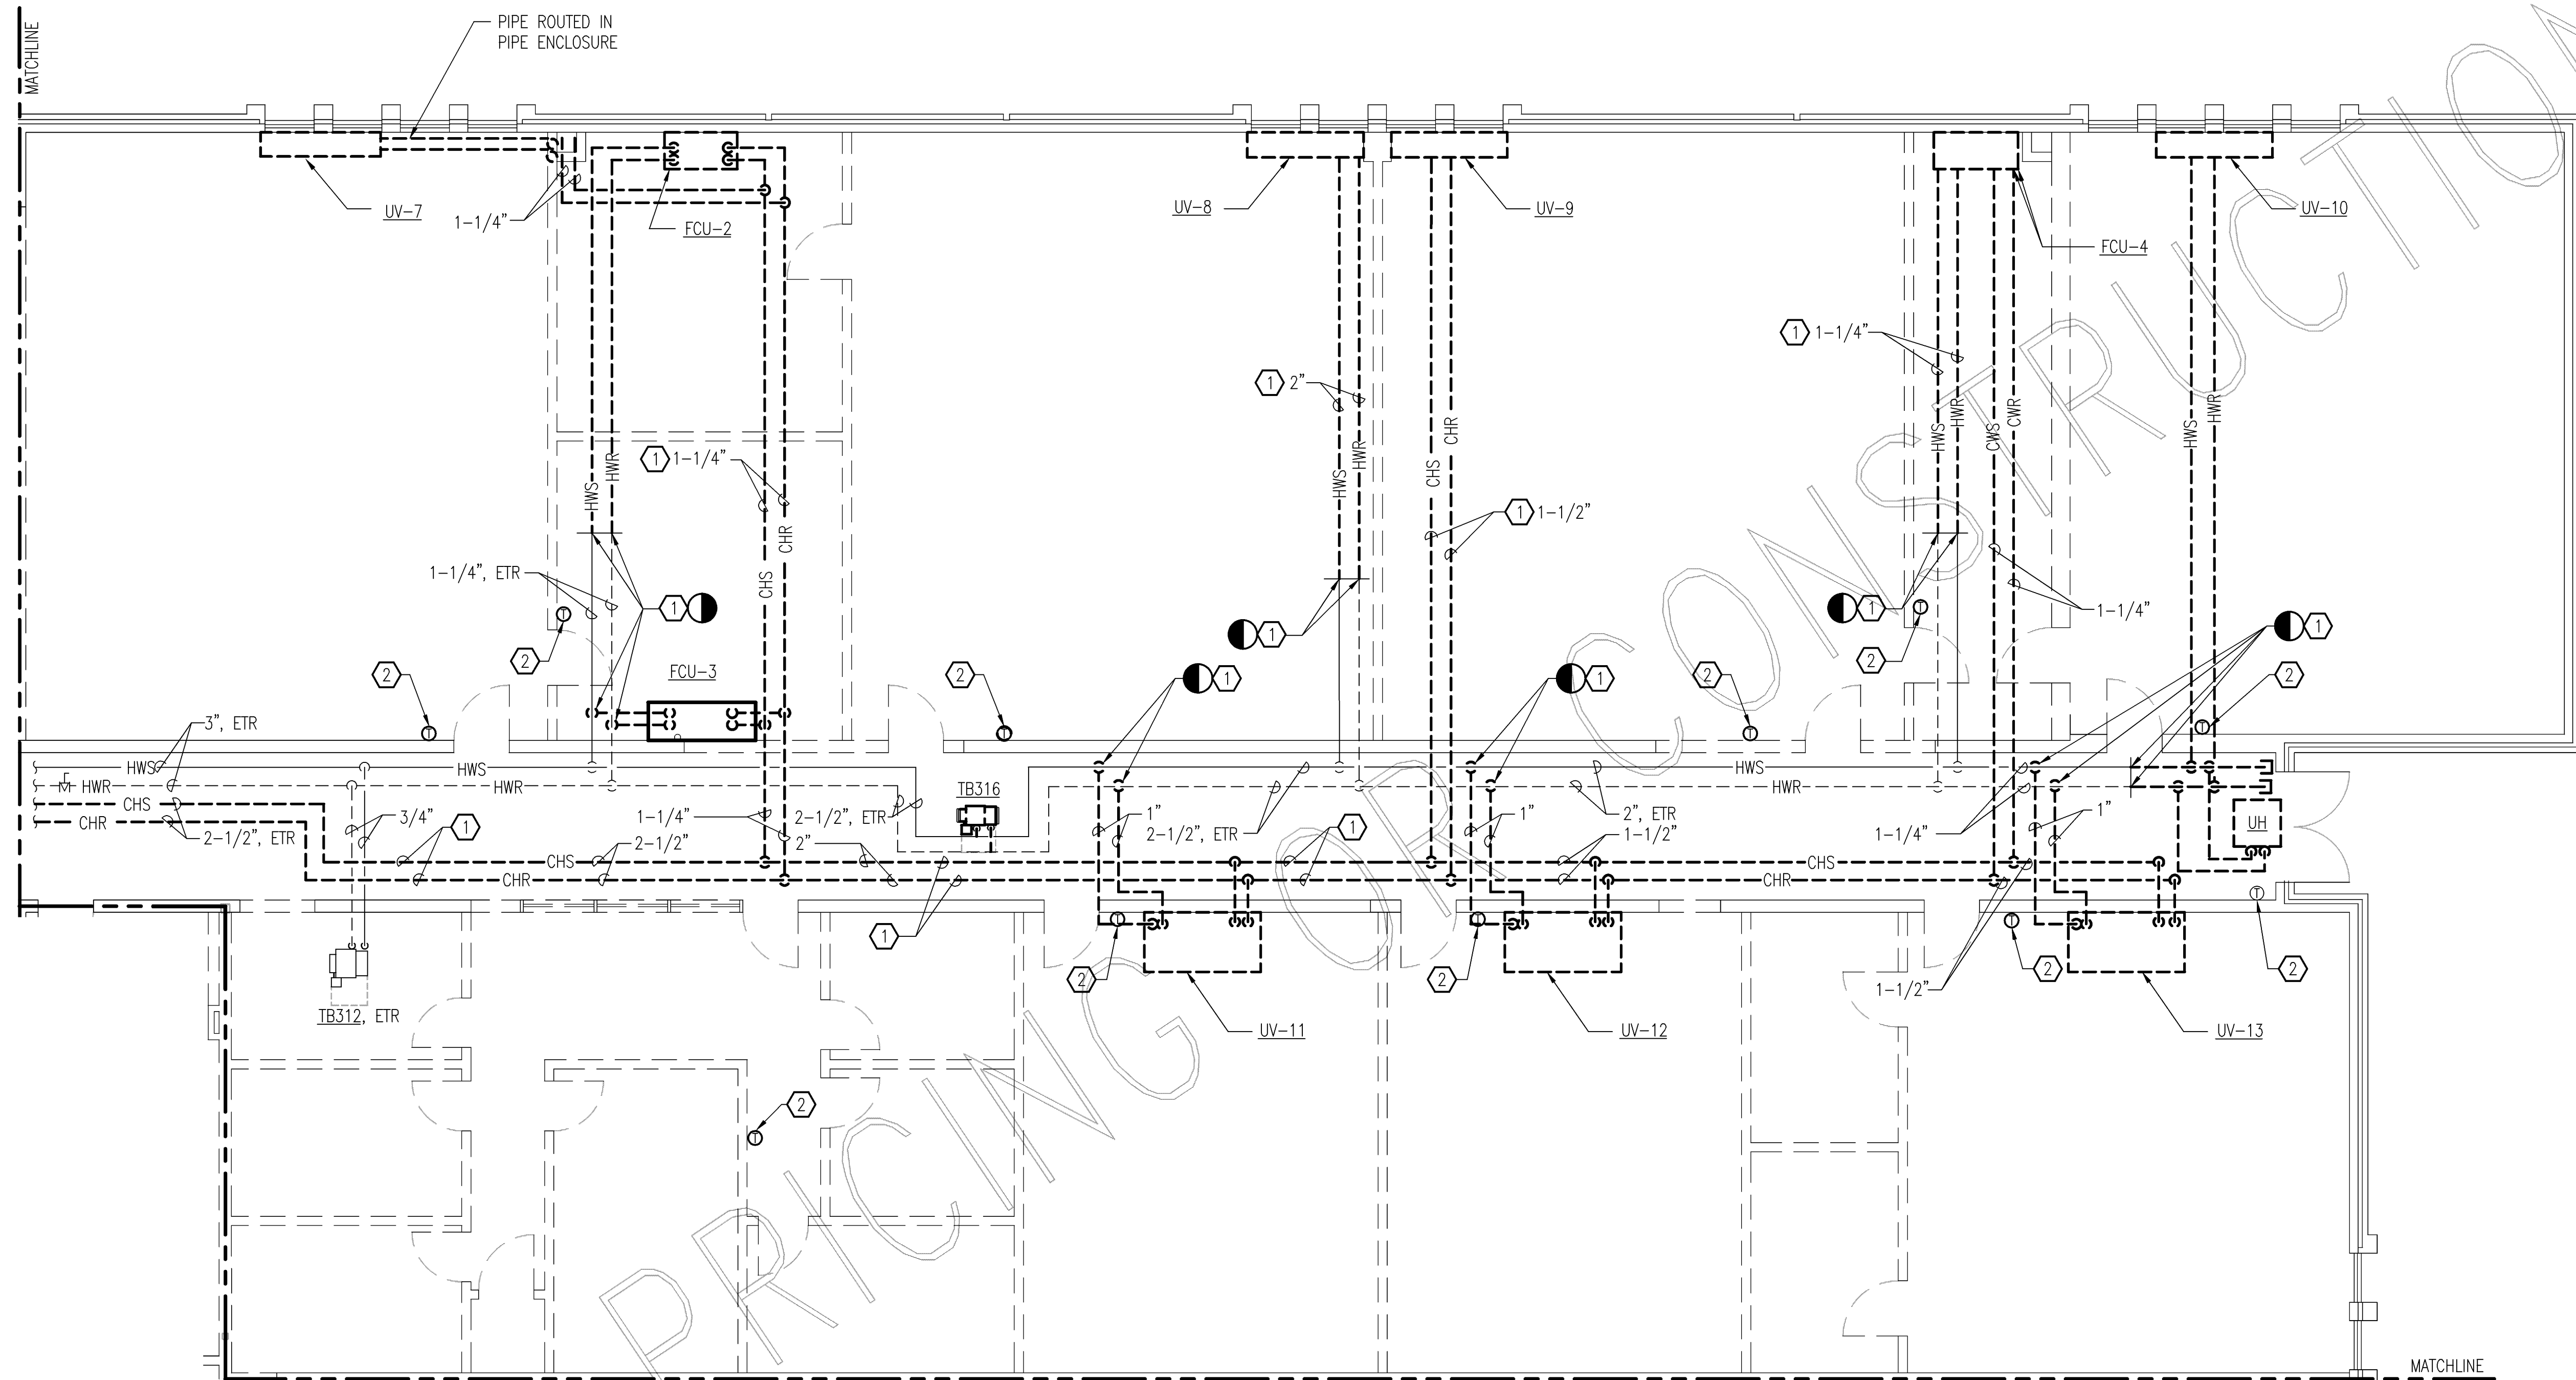 MATCHLINE
PIPE ROUTED IN
PIPE ENCLOSURE
UV-7
1-1/4"
FCU-2
UV-8
UV-9
FCU-4
UV-10
1 1-1/4"
1 2"
1 1-1/4"
1 1-1/2"
HWS
HWR
CHS
CHR
HWS
HWR
CHS
CHR
HWS
HWR
CWS
CWR
HWS
HWR
1-1/4", ETR
1
1
1
1-1/4"
1
2
2
FCU-3
2
1
1
2
2
2
3", ETR
HWS
HWS
HWS
HWR
HWR
HWR
CHS
CHR
2-1/2", ETR
3/4"
1
CHS
CHR
2-1/2"
1-1/4"
2-1/2", ETR
2"
TB316
1
1"
2-1/2", ETR
1
1"
2", ETR
1-1/2"
1-1/4"
1"
CHS
CHR
UH
TB312, ETR
2
UV-11
2
UV-12
1-1/2"
2
UV-13
2
2
T
T
T
T
T
T
T
T
T
T
T
PRICING OR CONSTRUCTION
MATCHLINE